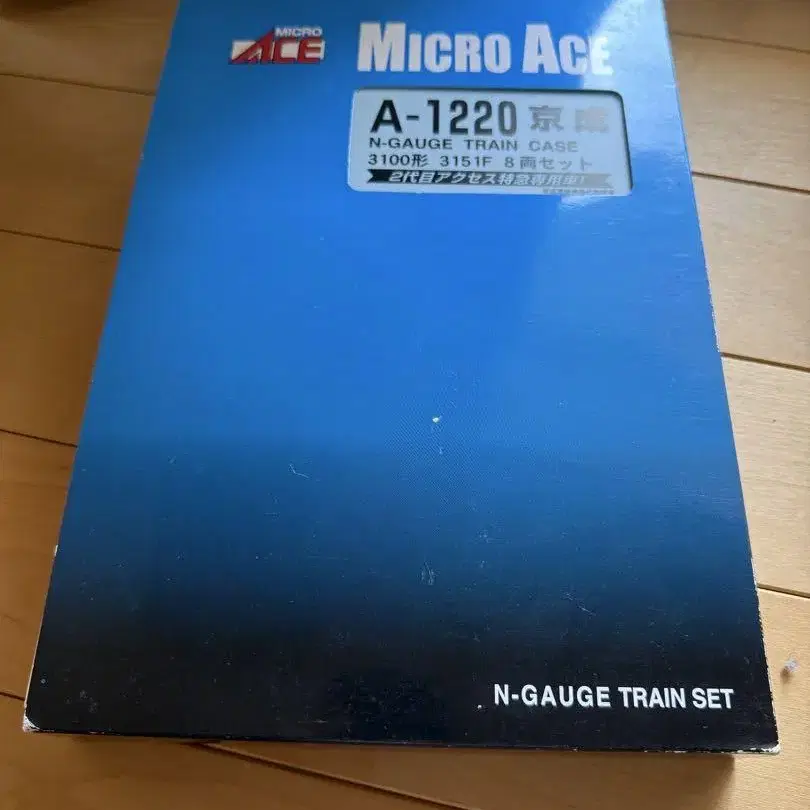 MICRO
ACE
MICRO ACE
A-1220 京成
N-GAUGE TRAIN CASE
3100形 3151F 8両セット
2代目アクセス特急専用車!
N-GAUGE TRAIN SET